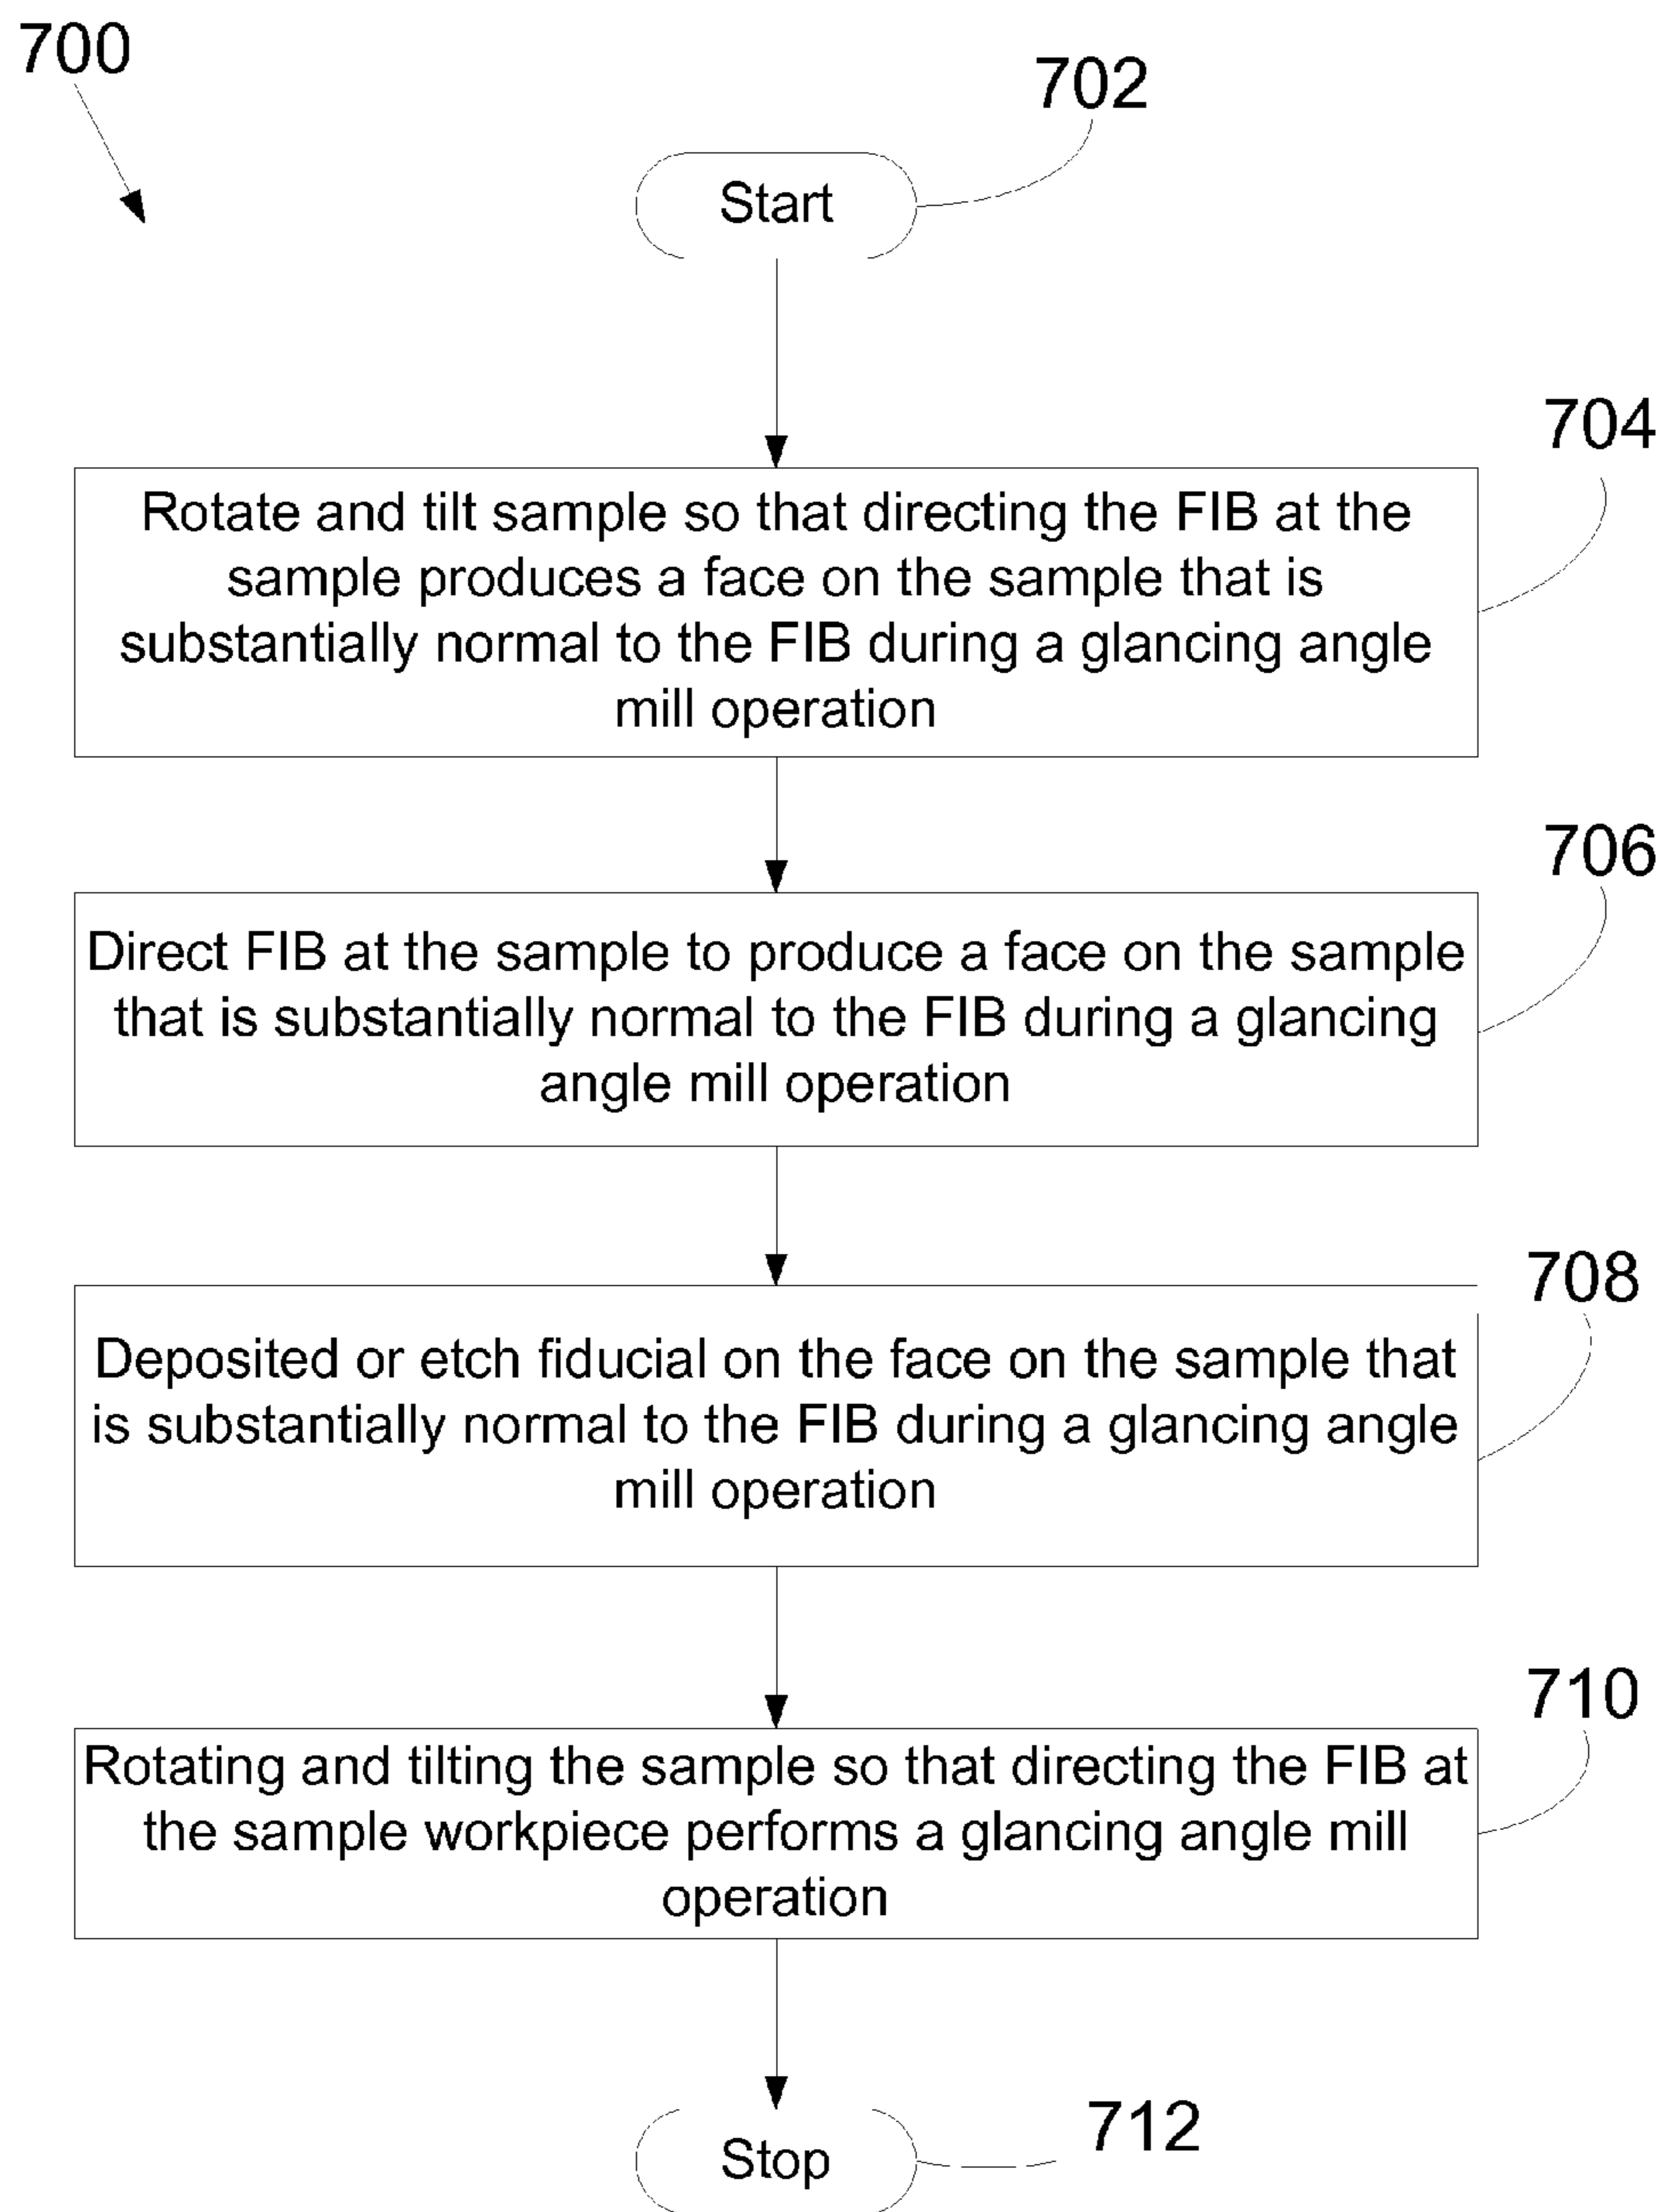 700
702
Start
704
Rotate and tilt sample so that directing the FIB at the
sample produces a face on the sample that is
substantially normal to the FIB during a glancing angle
mill operation
706
Direct FIB at the sample to produce a face on the sample
that is substantially normal to the FIB during a glancing
angle mill operation
708
Deposited or etch fiducial on the face on the sample that
is substantially normal to the FIB during a glancing angle
mill operation
710
Rotating and tilting the sample so that directing the FIB at
the sample workpiece performs a glancing angle mill
operation
712
Stop